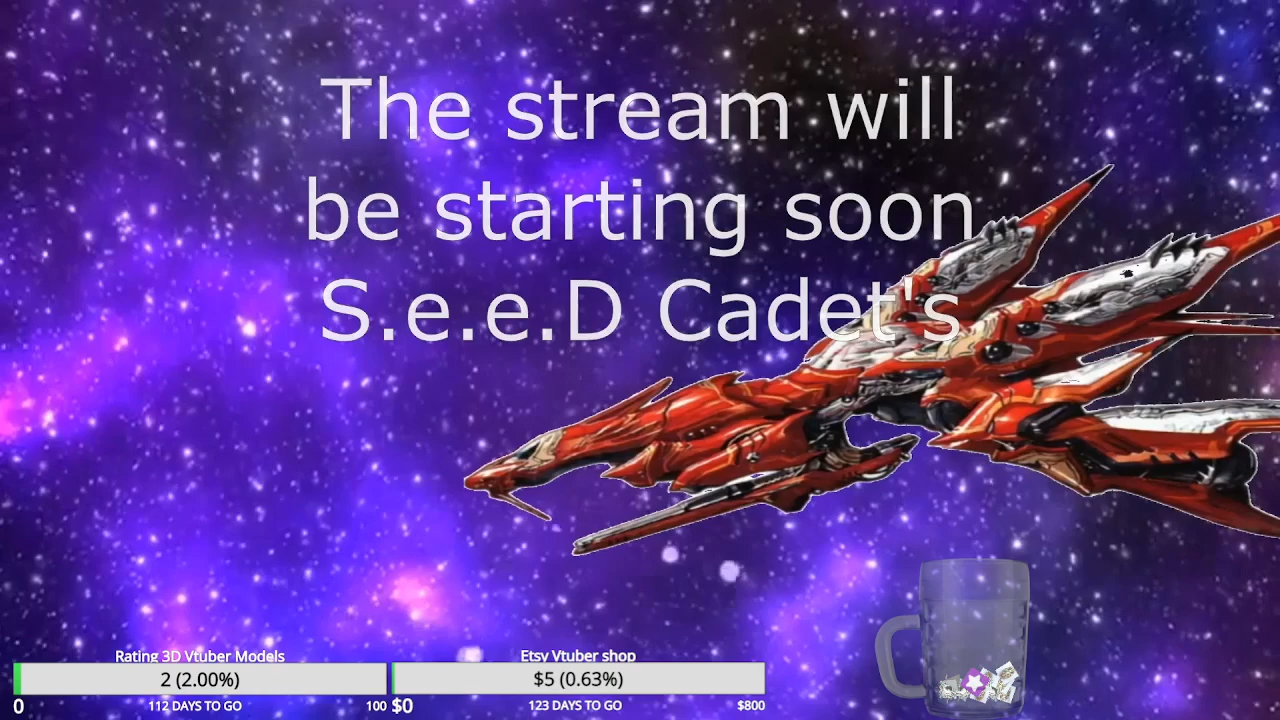 The stream will
be starting soon
S.e.e.D Cadet's
Rating 3D Vtuber Models
2 (2.00%)
0
112 DAYS TO GO
100
Etsy Vtuber shop
$5 (0.63%)
$0
123 DAYS TO GO
$800